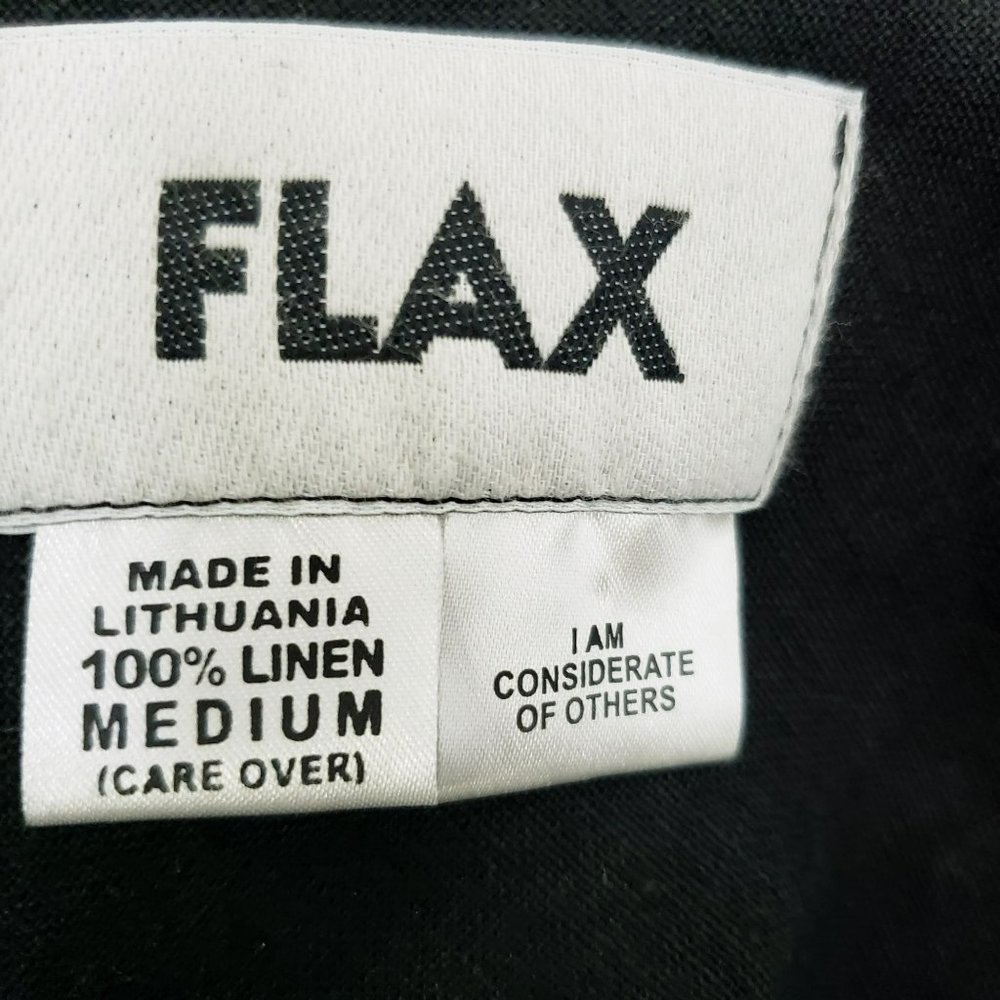 FLAX
MADE IN
LITHUANIA
100% LINEN
MEDIUM
(CARE OVER)
I AM
CONSIDERATE
OF OTHERS